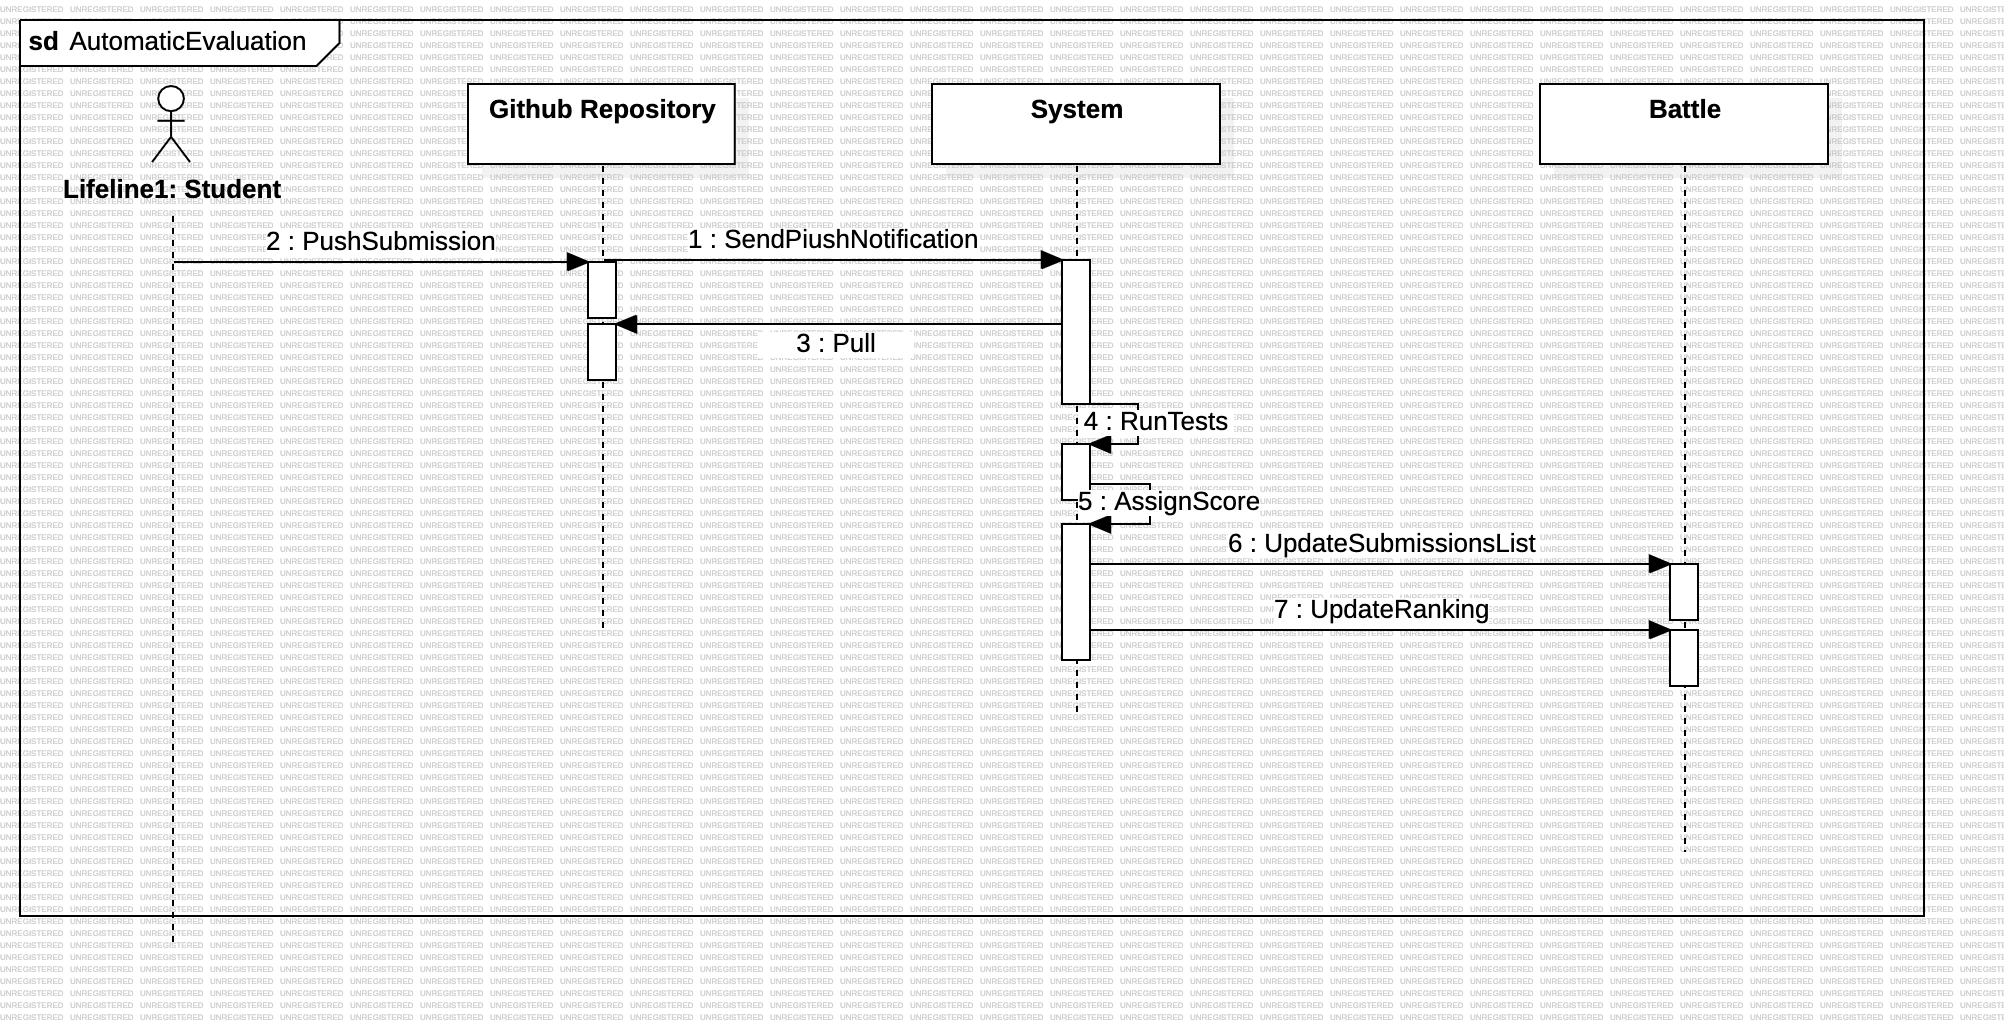 sd AutomaticEvaluation
Github Repository
System
Battle
Lifeline1: Student
2 : PushSubmission
1 : SendPiushNotification
3 : Pull
4 : RunTests
5 : AssignScore
6 : UpdateSubmissionsList
7 : UpdateRanking
UNREGISTERED